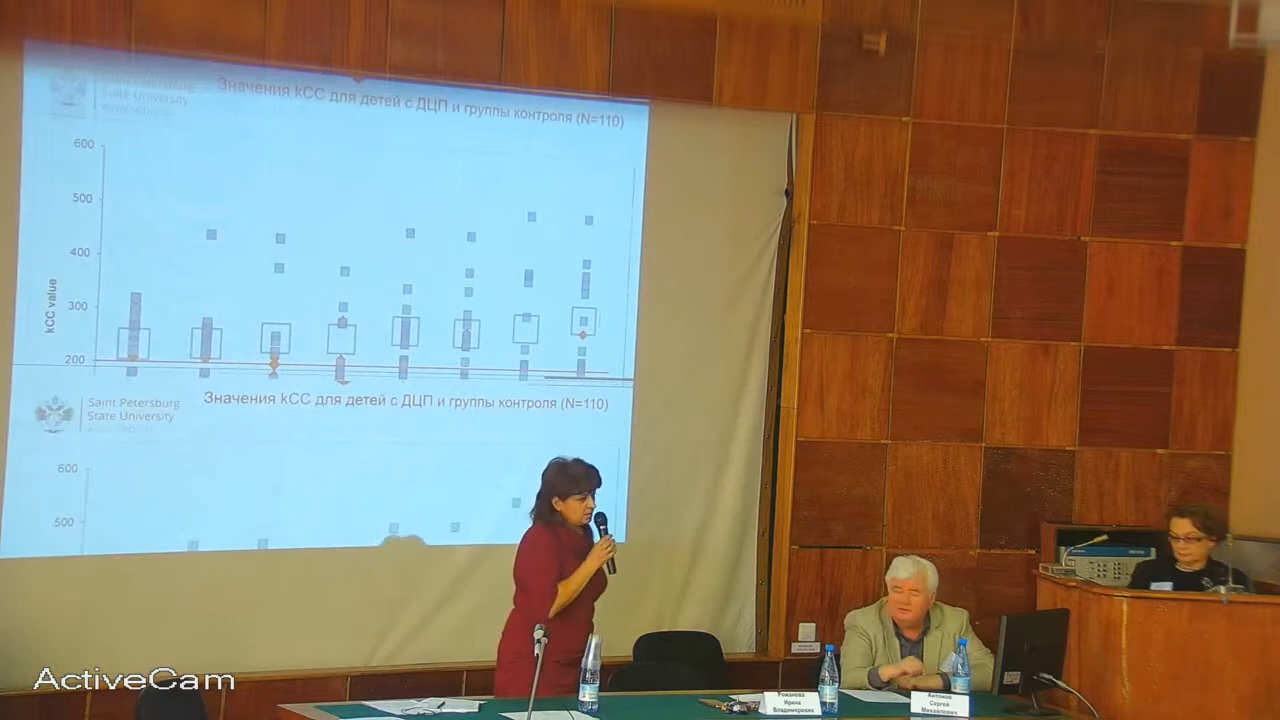 State University
Значения kCC для детей с ДЦП и группы контроля (N=110)
600
500
400
300
200
kCC value
Saint Petersburg
State University
Значения kCC для детей с ДЦП и группы контроля (N=110)
600
500
Романова
Ирина
Владимировна
Антонов
Сергей
Михайлович
ActiveCam